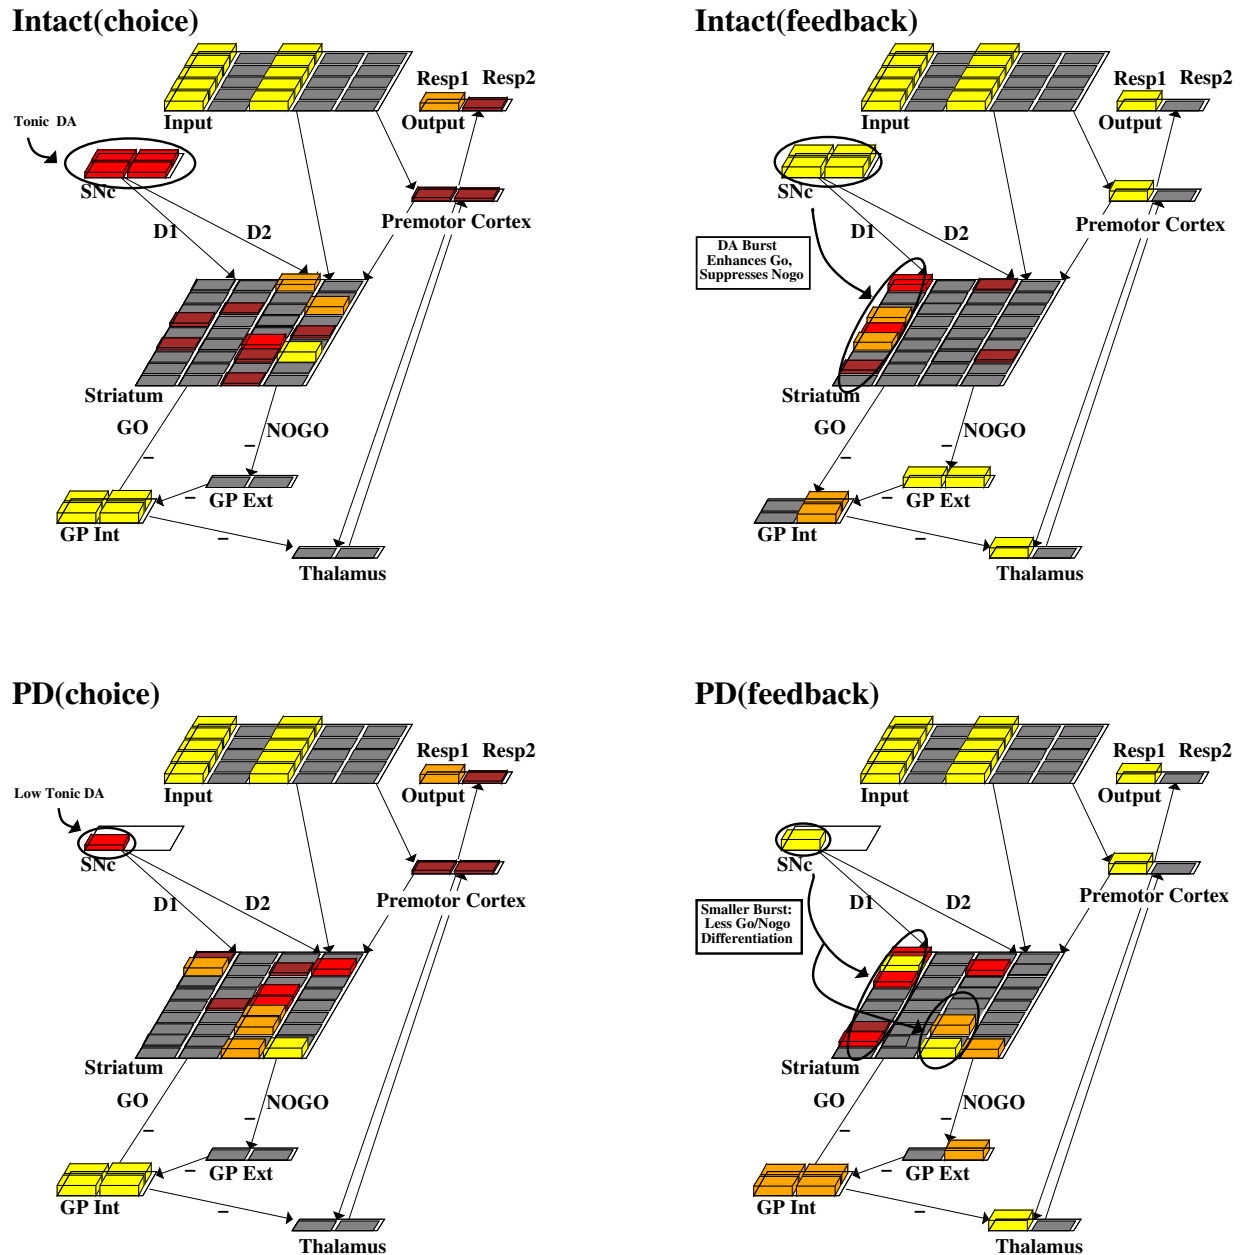 Intact(choice)
Resp1 Resp2
Input
Output
Tonic DA
SNc
Premotor Cortex
D1
D2
Striatum
GO
NOGO
–
–
GP Ext
–
GP Int
–
Thalamus
Intact(feedback)
Resp1 Resp2
Input
Output
SNc
Premotor Cortex
D1
D2
DA Burst
Enhances Go,
Suppresses Nogo
Striatum
GO
NOGO
–
–
GP Ext
–
GP Int
–
Thalamus
PD(choice)
Resp1 Resp2
Input
Output
Low Tonic DA
SNc
Premotor Cortex
D1
D2
Striatum
GO
NOGO
–
–
GP Ext
–
GP Int
–
Thalamus
PD(feedback)
Resp1 Resp2
Input
Output
SNc
Premotor Cortex
D1
D2
Smaller Burst:
Less Go/Nogo
Differentiation
Striatum
GO
NOGO
–
–
GP Ext
–
GP Int
–
Thalamus